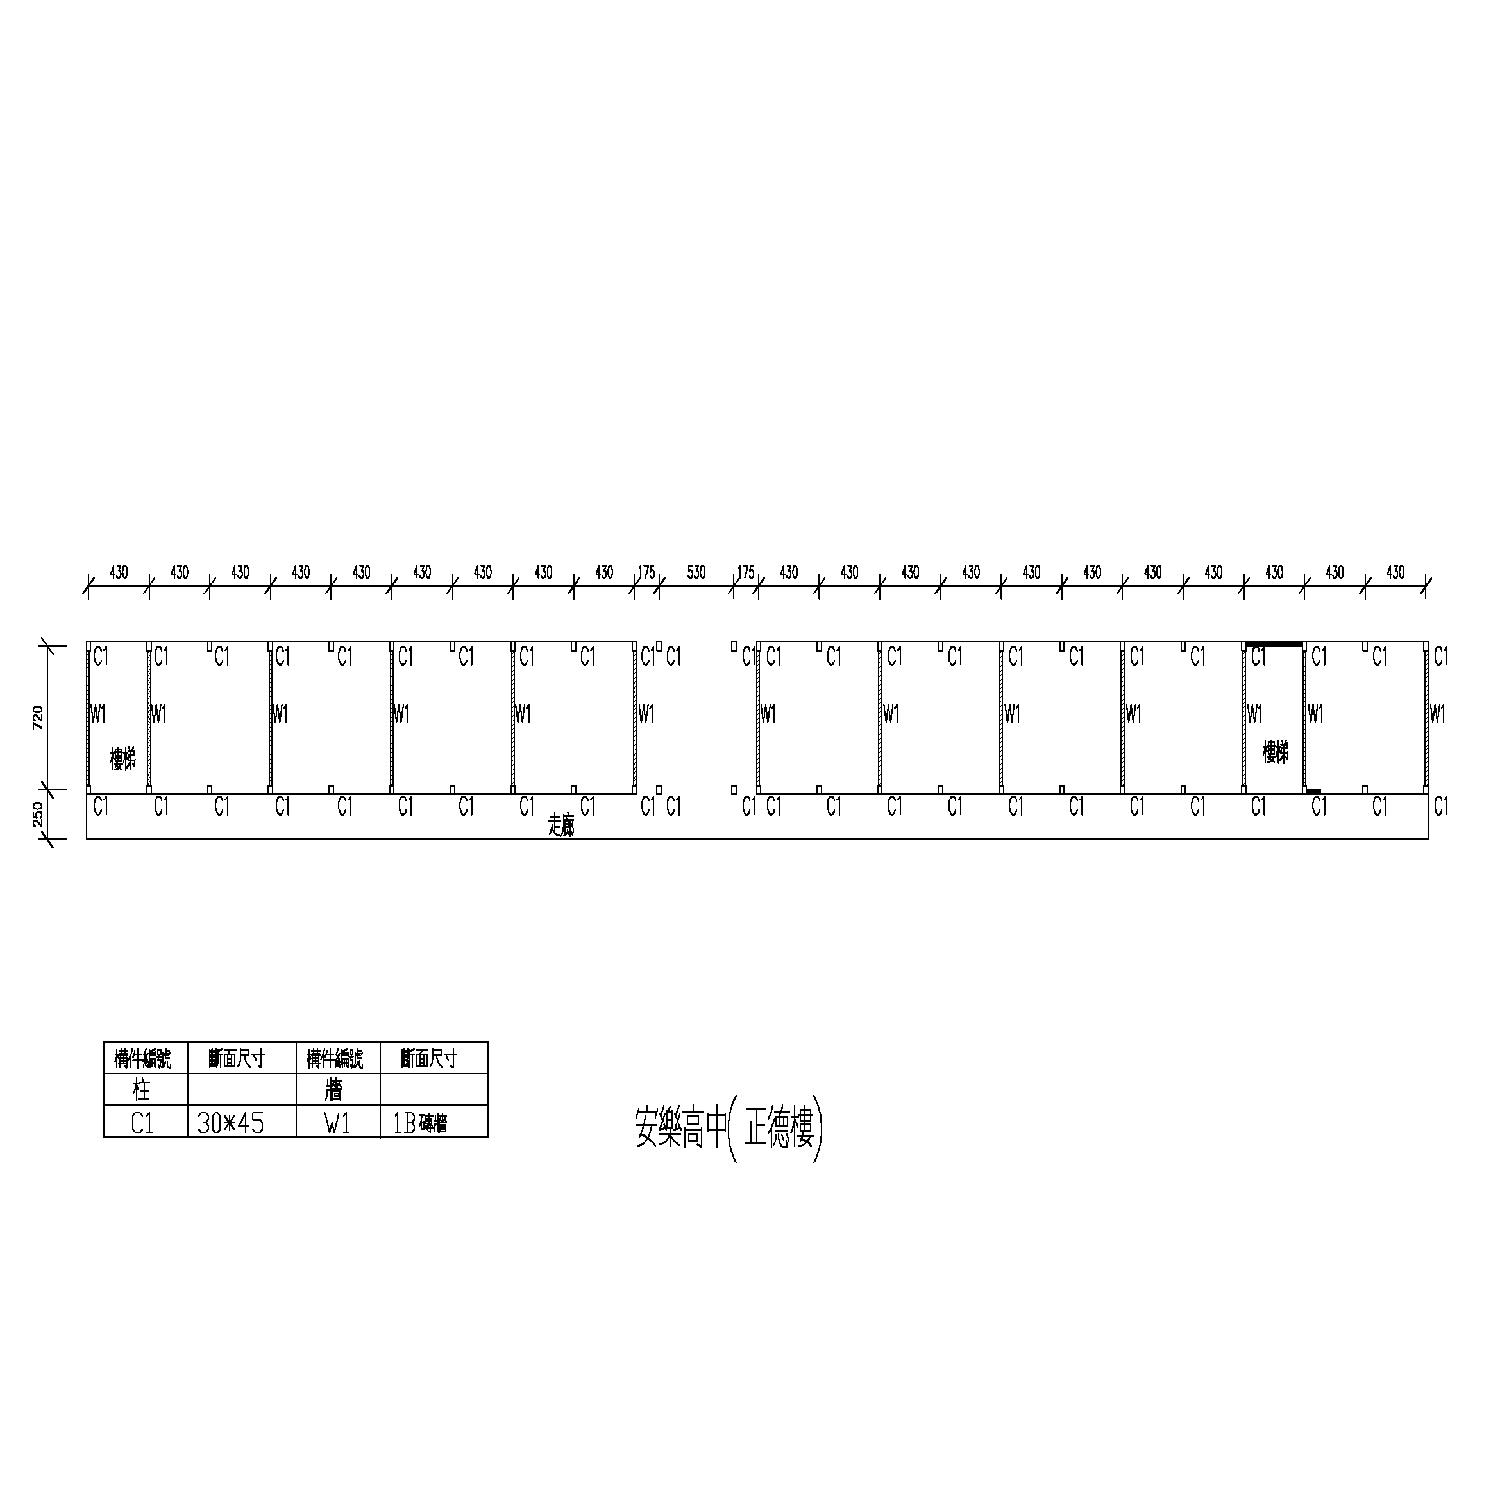 430 430 430 430 430 430 430 430 430 175 530 175 430 430 430 430 430 430 430 430 430 430 430
C1 C1 C1 C1 C1 C1 C1 C1 C1 C1 C1 C1 C1 C1 C1 C1 C1 C1 C1 C1 C1 C1 C1 C1
720
W1 W1 W1 W1 W1 W1 W1 W1 W1 W1 W1 W1 W1
樓梯 樓梯
C1 C1 C1 C1 C1 C1 C1 C1 C1 C1 C1 C1 C1 C1 C1 C1 C1 C1 C1 C1 C1 C1 C1 C1
250
走廊
構件編號 斷面尺寸 構件編號 斷面尺寸
柱 牆
C1 30*45 W1 1B磚牆
安樂高中(正德樓)